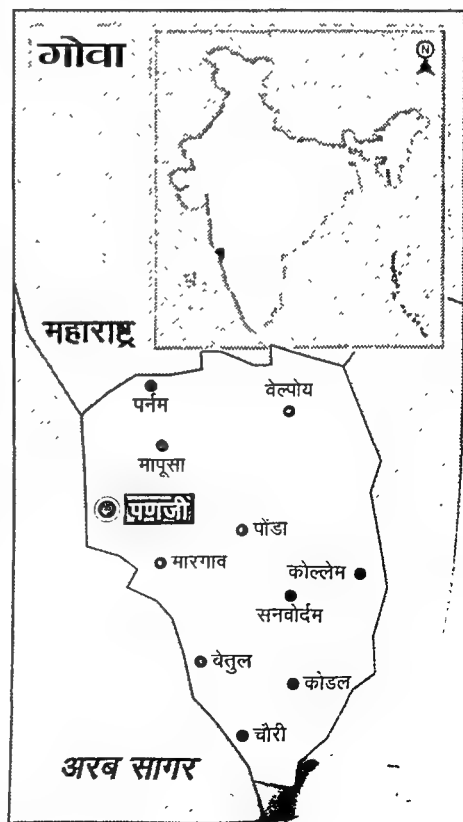 गोवा
N
महाराष्ट्र
पर्नम
वेल्पोय
मापूसा
पणजी
पोंडा
मारगाव
कोल्लेम
सनवोर्दम
वेतुल
कोडल
चौरी
अरब सागर